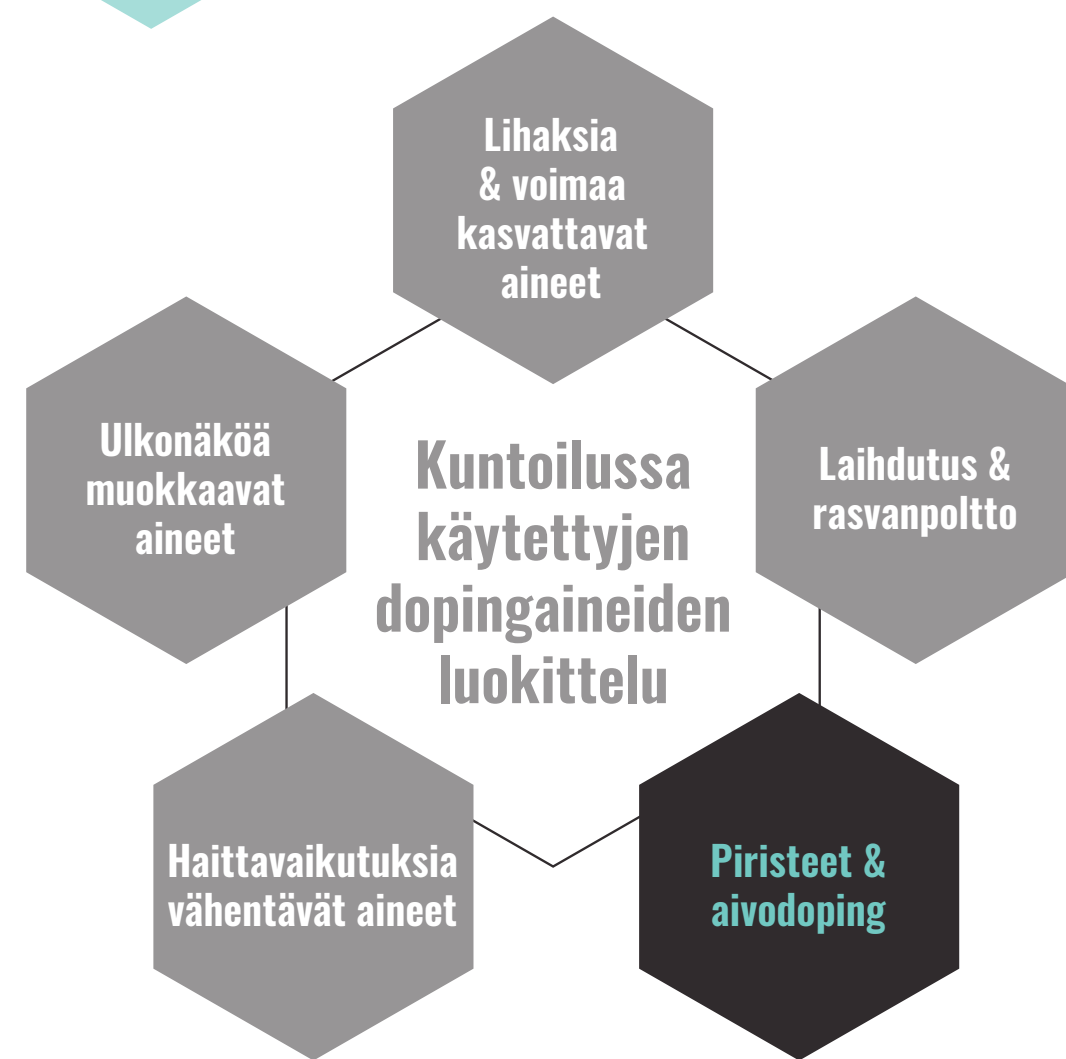 Lihaksia
& voimaa
kasvattavat
aineet
Ulkonäköä
muokkaavat
aineet
Kuntoilussa
käytettyjen
dopingaineiden
luokittelu
Laihdutus &
rasvanpoltto
Haittavaikutuksia
vähentävät aineet
Piristeet &
aivodoping